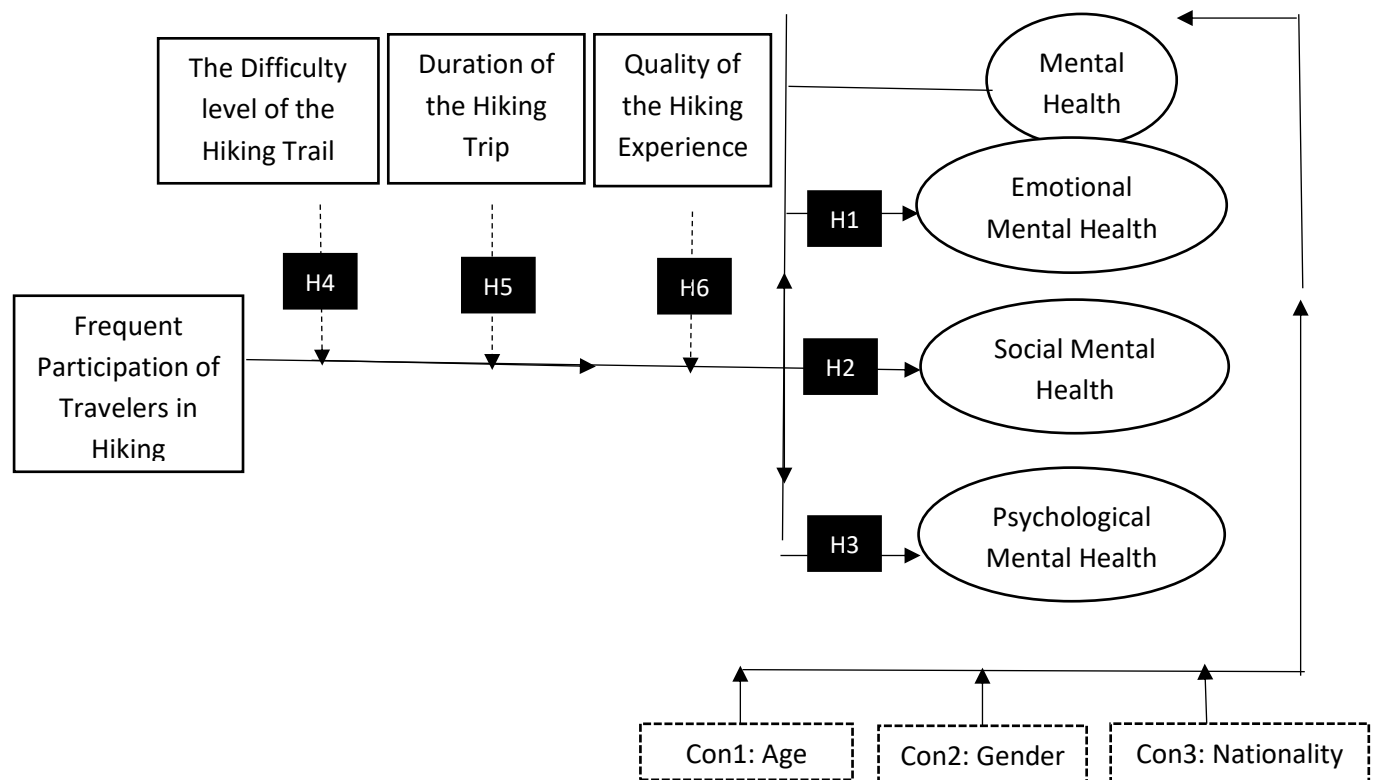 The Difficulty
level of the
Hiking Trail
Duration of
the Hiking
Trip
Quality of
the Hiking
Experience
Mental
Health
Emotional
Mental Health
H1
H4
H5
H6
Frequent
Participation of
Travelers in
Hiking
H2
Social Mental
Health
H3
Psychological
Mental Health
Con1: Age
Con2: Gender
Con3: Nationality